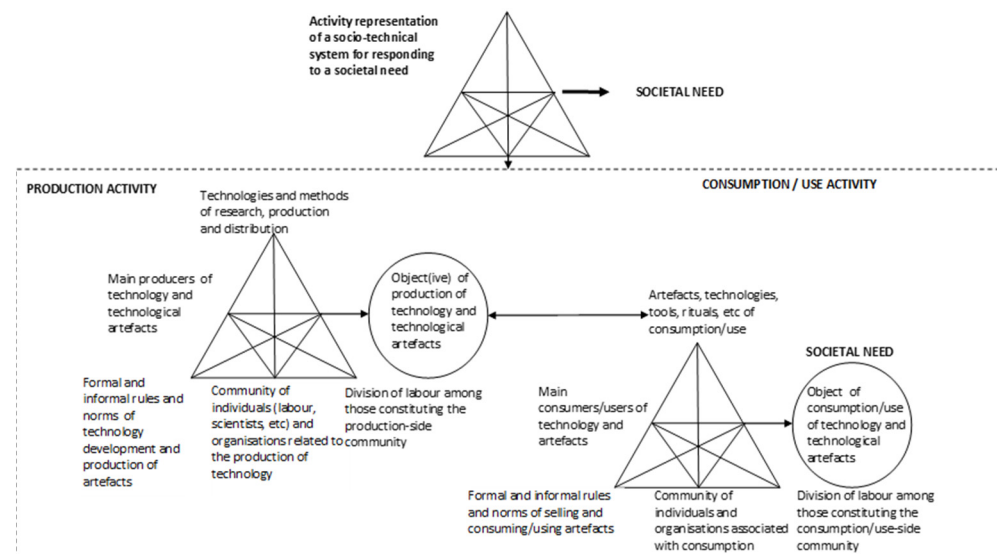 Activity representation
of a socio-technical
system for responding
to a societal need
SOCIETAL NEED
PRODUCTION ACTIVITY
CONSUMPTION / USE ACTIVITY
Technologies and methods
of research, production
and distribution
Main producers of
technology and
technological
artefacts
Object(ive) of
production of
technology and
technological
artefacts
Formal and
informal rules and
norms of
technology
development and
production of
artefacts
Community of
individuals (labour,
scientists, etc) and
organisations related to
the production of
technology
Division of labour among
those constituting the
production-side
community
Artefacts, technologies,
tools, rituals, etc of
consumption/use
SOCIETAL NEED
Main
consumers/users of
technology and
artefacts
Object of
consumption/use
of technology and
technological
artefacts
Formal and informal rules
and norms of selling and
consuming/using artefacts
Community of
individuals and
organisations associated
with consumption
Division of labour among
those constituting the
consumption/use-side
community